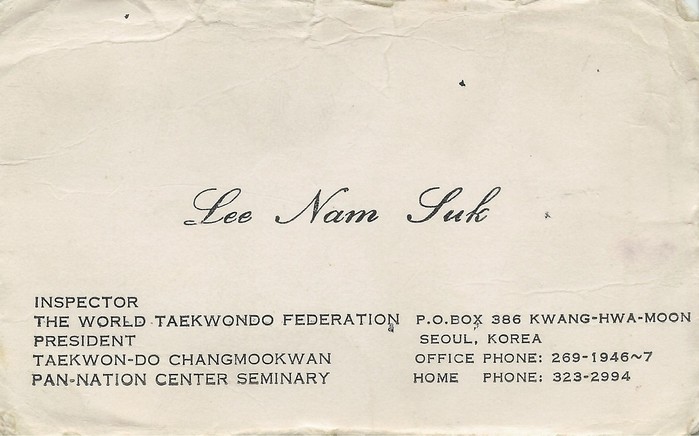 Lee Nam Suk
INSPECTOR
THE WORLD TAEKWONDO FEDERATION
PRESIDENT
TAEKWON-DO CHANGMOOKWAN
PAN-NATION CENTER SEMINARY
P.O.BOX 386 KWANG-HWA-MOON
SEOUL, KOREA
OFFICE PHONE: 269-1946~7
HOME PHONE: 323-2994